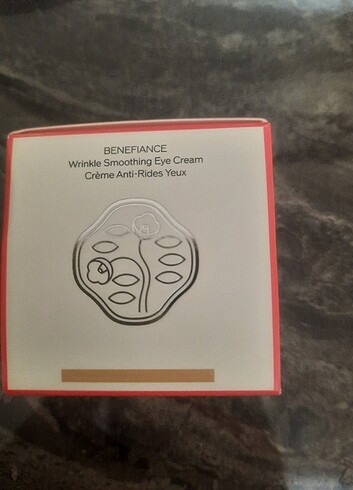 BENEFIANCE
Wrinkle Smoothing Eye Cream
Crème Anti-Rides Yeux